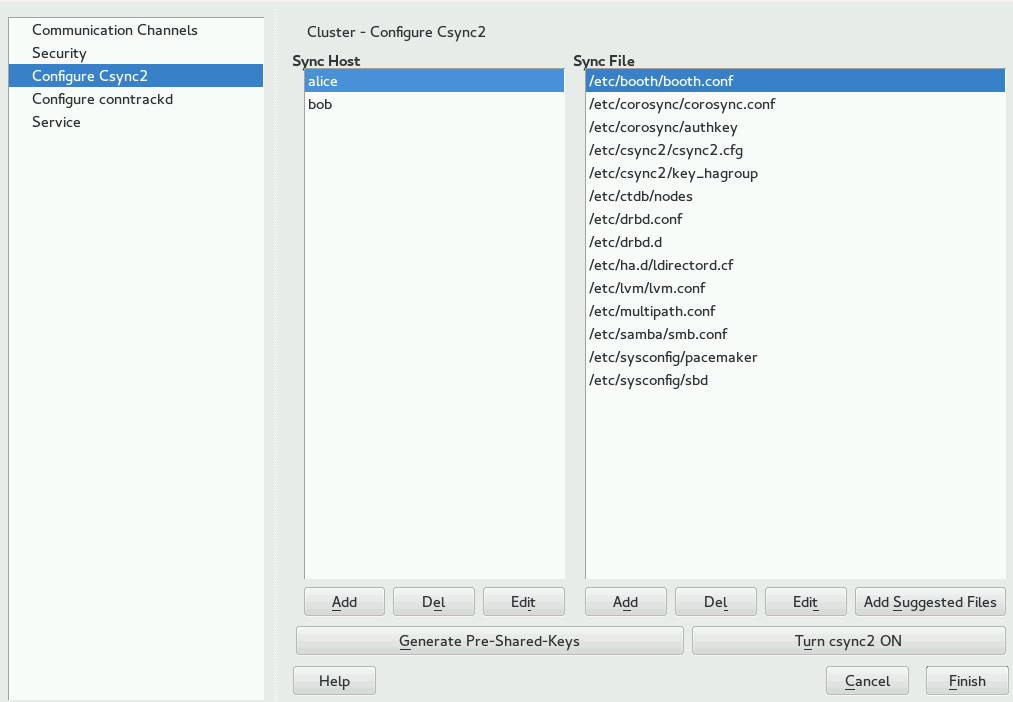 Communication Channels
Security
Configure Csync2
Configure conntrackd
Service
Cluster - Configure Csync2
Sync Host
alice
bob
Sync File
/etc/booth/booth.conf
/etc/corosync/corosync.conf
/etc/corosync/authkey
/etc/csync2/csync2.cfg
/etc/csync2/key_hagroup
/etc/ctdb/nodes
/etc/drbd.conf
/etc/drbd.d
/etc/ha.d/ldirectord.cf
/etc/lvm/lvm.conf
/etc/multipath.conf
/etc/samba/smb.conf
/etc/sysconfig/pacemaker
/etc/sysconfig/sbd
Add Del Edit
Add Del Edit Add Suggested Files
Generate Pre-Shared-Keys
Turn csync2 ON
Help
Cancel
Finish